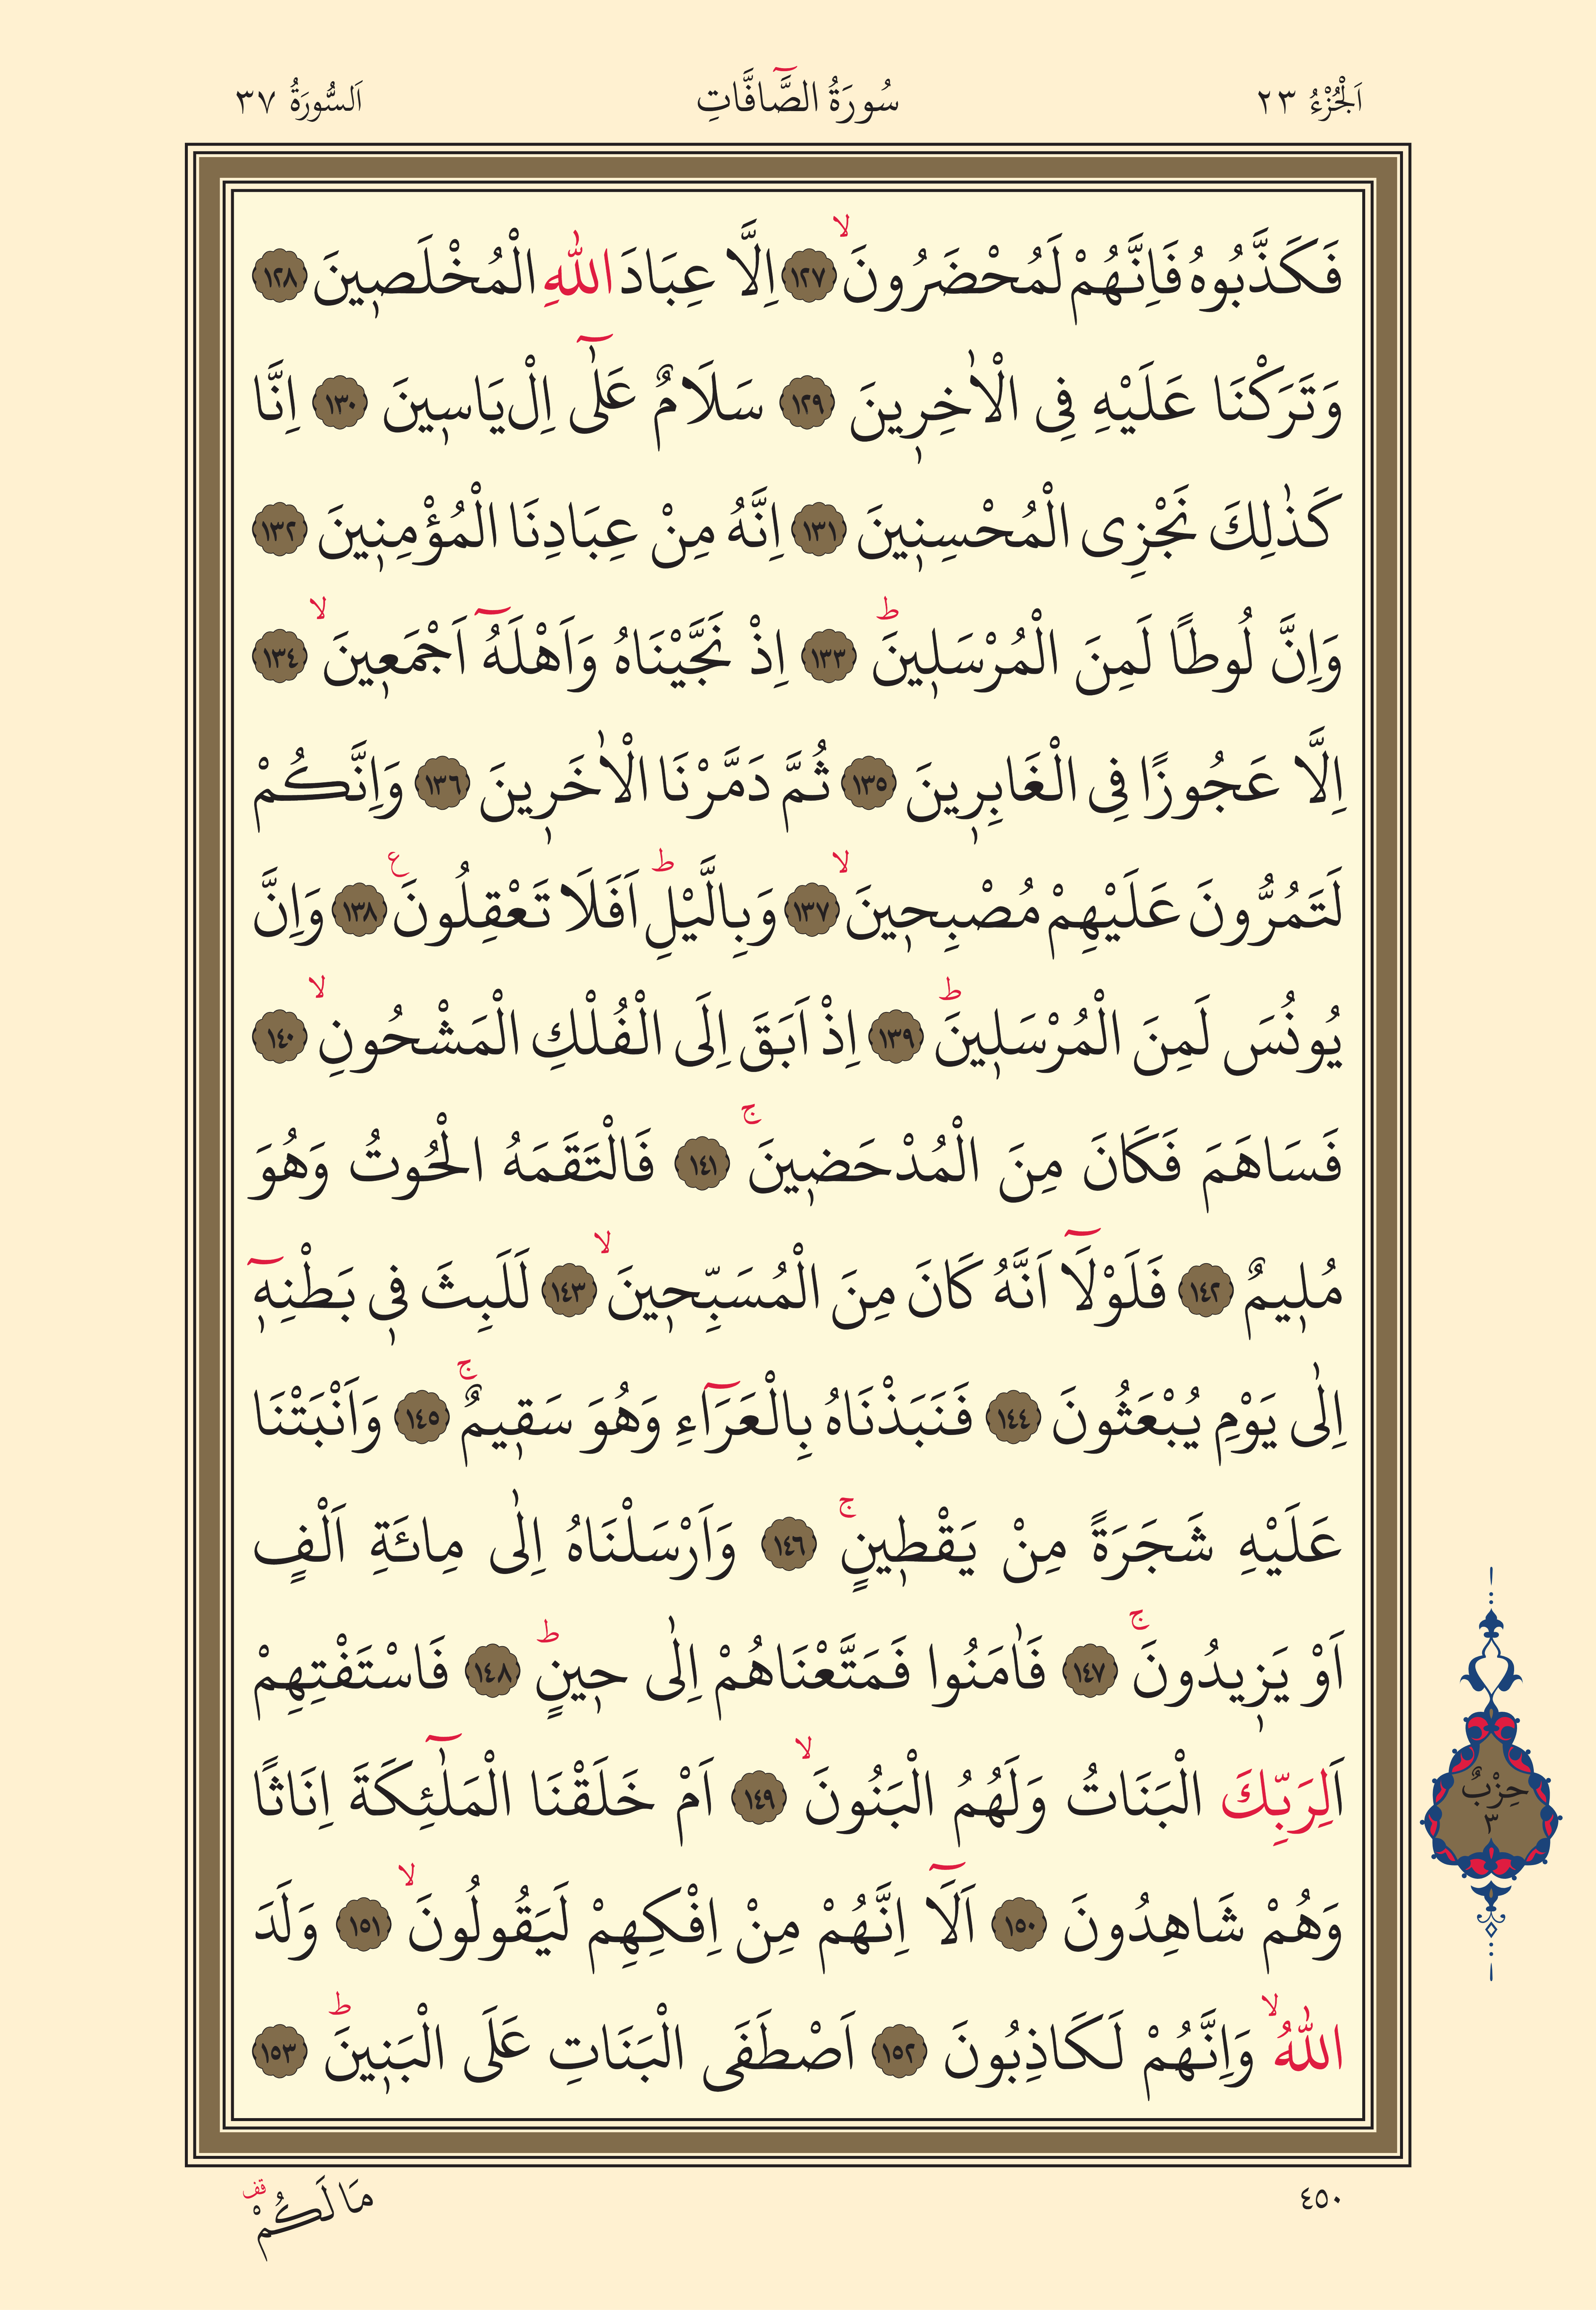 اَلْجُزْءُ ٢٣
سُورَةُ الصَّٓافَّاتِ
اَلسُّورَةُ ٣٧
فَكَذَّبُوهُ فَاِنَّهُمْ لَمُحْضَرُونَۙ ١٢٧ اِلَّا عِبَادَ اللّٰهِ الْمُخْلَصٖينَ ١٢٨
وَتَرَكْنَا عَلَيْهِ فِى الْاٰخِرٖينَ ١٢٩ سَلَامٌ عَلٰٓى اِلْ‌يَاسٖينَ ١٣٠ اِنَّا
كَذٰلِكَ نَجْزِى الْمُحْسِنٖينَ ١٣١ اِنَّهُ مِنْ عِبَادِنَا الْمُؤْمِنٖينَ ١٣٢
وَاِنَّ لُوطًا لَمِنَ الْمُرْسَلٖينَؕ ١٣٣ اِذْ نَجَّيْنَاهُ وَاَهْلَهُٓ اَجْمَعٖينَۙ ١٣٤
اِلَّا عَجُوزًا فِى الْغَابِرٖينَ ١٣٥ ثُمَّ دَمَّرْنَا الْاٰخَرٖينَ ١٣٦ وَاِنَّكُمْ
لَتَمُرُّونَ عَلَيْهِمْ مُصْبِحٖينَۙ ١٣٧ وَبِالَّيْلِؕ اَفَلَا تَعْقِلُونَ ع ١٣٨ وَاِنَّ
يُونُسَ لَمِنَ الْمُرْسَلٖينَؕ ١٣٩ اِذْ اَبَقَ اِلَى الْفُلْكِ الْمَشْحُونِۙ ١٤٠
فَسَاهَمَ فَكَانَ مِنَ الْمُدْحَضٖينَۚ ١٤١ فَالْتَقَمَهُ الْحُوتُ وَهُوَ
مُلٖيمٌ ١٤٢ فَلَوْلَٓا اَنَّهُ كَانَ مِنَ الْمُسَبِّحٖينَۙ ١٤٣ لَلَبِثَ فٖى بَطْنِهٖٓ
اِلٰى يَوْمِ يُبْعَثُونَ ١٤٤ فَنَبَذْنَاهُ بِالْعَرَٓاءِ وَهُوَ سَقٖيمٌۚ ١٤٥ وَاَنْبَتْنَا
عَلَيْهِ شَجَرَةً مِنْ يَقْطٖينٍۚ ١٤٦ وَاَرْسَلْنَاهُ اِلٰى مِائَةِ اَلْفٍ
اَوْ يَزٖيدُونَۚ ١٤٧ فَاٰمَنُوا فَمَتَّعْنَاهُمْ اِلٰى حٖينٍؕ ١٤٨ فَاسْتَفْتِهِمْ
اَلِرَبِّكَ الْبَنَاتُ وَلَهُمُ الْبَنُونَۙ ١٤٩ اَمْ خَلَقْنَا الْمَلٰٓئِكَةَ اِنَاثًا
وَهُمْ شَاهِدُونَ ١٥٠ اَلَٓا اِنَّهُمْ مِنْ اِفْكِهِمْ لَيَقُولُونَۙ ١٥١ وَلَدَ
اللّٰهُۙ وَاِنَّهُمْ لَكَاذِبُونَ ١٥٢ اَصْطَفَى الْبَنَاتِ عَلَى الْبَنٖينَؕ ١٥٣
حِزْبٌ
٣
٤٥٠
مَا لَكُمْ قف